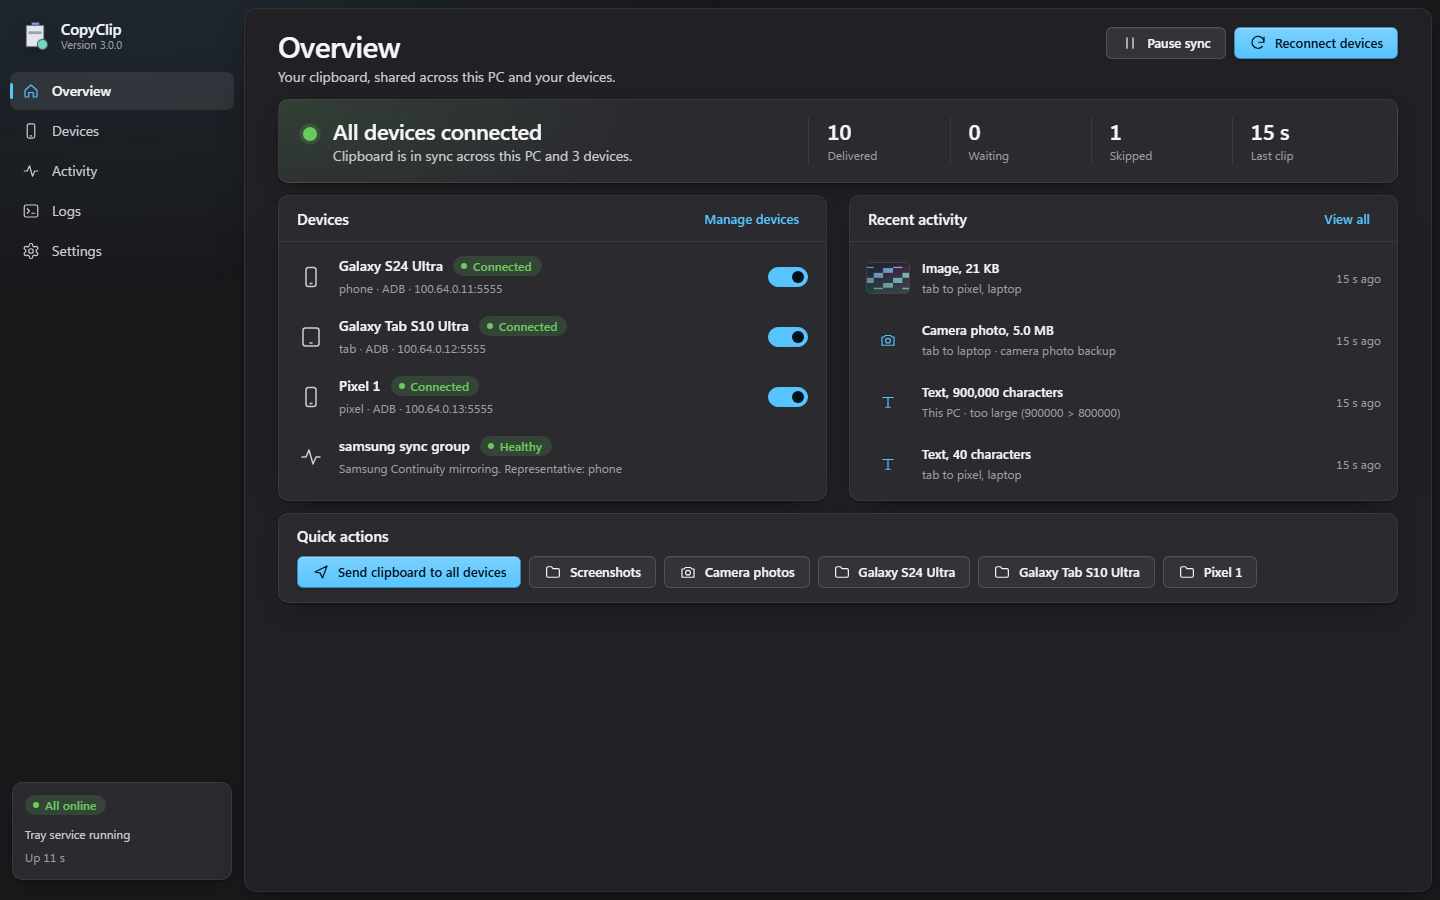 CopyClip
Version 3.0.0
Overview
Devices
Activity
Logs
Settings
All online
Tray service running
Up 11 s
Overview
Your clipboard, shared across this PC and your devices.
Pause sync
Reconnect devices
All devices connected
Clipboard is in sync across this PC and 3 devices.
10
Delivered
0
Waiting
1
Skipped
15 s
Last clip
Devices
Manage devices
Galaxy S24 Ultra Connected
phone · ADB · 100.64.0.11:5555
Galaxy Tab S10 Ultra Connected
tab · ADB · 100.64.0.12:5555
Pixel 1 Connected
pixel · ADB · 100.64.0.13:5555
samsung sync group Healthy
Samsung Continuity mirroring. Representative: phone
Recent activity
View all
Image, 21 KB
tab to pixel, laptop
15 s ago
Camera photo, 5.0 MB
tab to laptop · camera photo backup
15 s ago
Text, 900,000 characters
This PC · too large (900000 > 800000)
15 s ago
Text, 40 characters
tab to pixel, laptop
15 s ago
Quick actions
Send clipboard to all devices
Screenshots
Camera photos
Galaxy S24 Ultra
Galaxy Tab S10 Ultra
Pixel 1